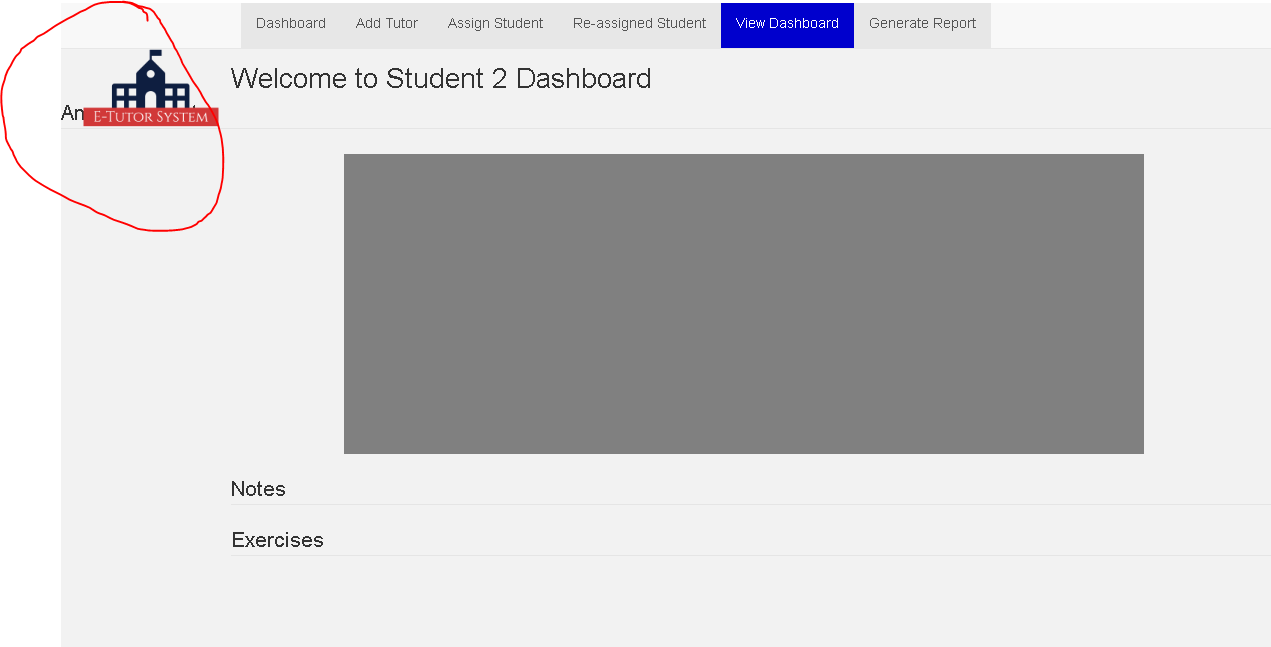 Dashboard Add Tutor Assign Student Re-assigned Student View Dashboard Generate Report
Welcome to Student 2 Dashboard
E-Tutor System
Notes
Exercises